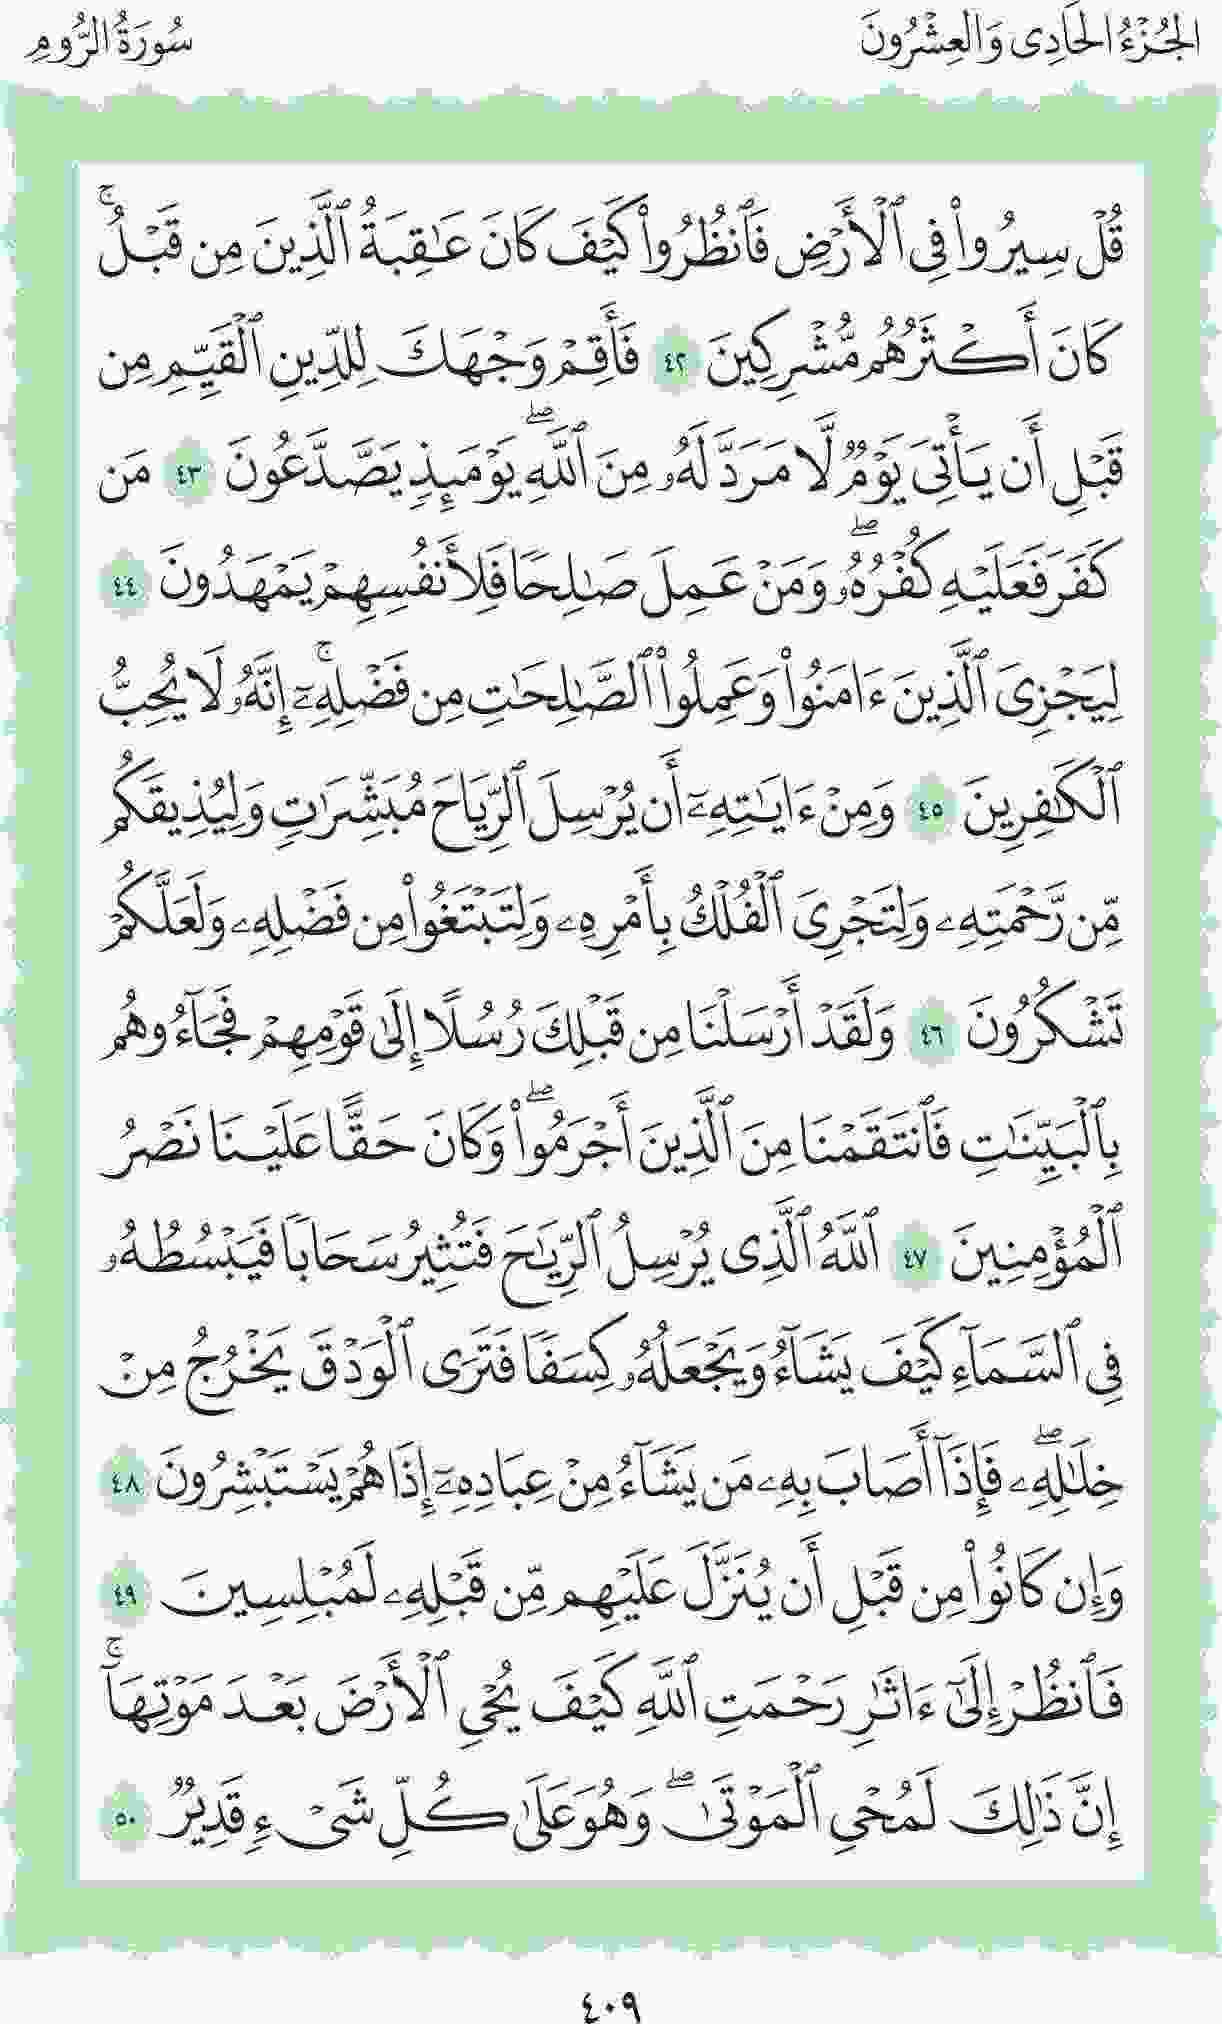 الجُزْءُ الحَادِى وَالعِشْرُونَ
سُورَةُ الرُّومِ
قُلْ سِيرُوا۟ فِى ٱلْأَرْضِ فَٱنظُرُوا۟ كَيْفَ كَانَ عَـٰقِبَةُ ٱلَّذِينَ مِن قَبْلُ ۚ
كَانَ أَكْثَرُهُم مُّشْرِكِينَ ٤٢ فَأَقِمْ وَجْهَكَ لِلدِّينِ ٱلْقَيِّمِ مِن
قَبْلِ أَن يَأْتِىَ يَوْمٌ لَّا مَرَدَّ لَهُۥ مِنَ ٱللَّهِ ۖ يَوْمَئِذٍ يَصَّدَّعُونَ ٤٣ مَن
كَفَرَ فَعَلَيْهِ كُفْرُهُۥ ۖ وَمَنْ عَمِلَ صَـٰلِحًا فَلِأَنفُسِهِمْ يَمْهَدُونَ ٤٤
لِيَجْزِىَ ٱلَّذِينَ ءَامَنُوا۟ وَعَمِلُوا۟ ٱلصَّـٰلِحَـٰتِ مِن فَضْلِهِۦٓ ۚ إِنَّهُۥ لَا يُحِبُّ
ٱلْكَـٰفِرِينَ ٤٥ وَمِنْ ءَايَـٰتِهِۦٓ أَن يُرْسِلَ ٱلرِّيَاحَ مُبَشِّرَٰتٍ وَلِيُذِيقَكُم
مِّن رَّحْمَتِهِۦ وَلِتَجْرِىَ ٱلْفُلْكُ بِأَمْرِهِۦ وَلِتَبْتَغُوا۟ مِن فَضْلِهِۦ وَلَعَلَّكُمْ
تَشْكُرُونَ ٤٦ وَلَقَدْ أَرْسَلْنَا مِن قَبْلِكَ رُسُلًا إِلَىٰ قَوْمِهِمْ فَجَآءُوهُم
بِٱلْبَيِّنَـٰتِ فَٱنتَقَمْنَا مِنَ ٱلَّذِينَ أَجْرَمُوا۟ ۖ وَكَانَ حَقًّا عَلَيْنَا نَصْرُ
ٱلْمُؤْمِنِينَ ٤٧ ٱللَّهُ ٱلَّذِى يُرْسِلُ ٱلرِّيَـٰحَ فَتُثِيرُ سَحَابًا فَيَبْسُطُهُۥ
فِى ٱلسَّمَآءِ كَيْفَ يَشَآءُ وَيَجْعَلُهُۥ كِسَفًا فَتَرَى ٱلْوَدْقَ يَخْرُجُ مِنْ
خِلَـٰلِهِۦ ۖ فَإِذَآ أَصَابَ بِهِۦ مَن يَشَآءُ مِنْ عِبَادِهِۦٓ إِذَا هُمْ يَسْتَبْشِرُونَ ٤٨
وَإِن كَانُوا۟ مِن قَبْلِ أَن يُنَزَّلَ عَلَيْهِم مِّن قَبْلِهِۦ لَمُبْلِسِينَ ٤٩
فَٱنظُرْ إِلَىٰٓ ءَاثَـٰرِ رَحْمَتِ ٱللَّهِ كَيْفَ يُحْىِ ٱلْأَرْضَ بَعْدَ مَوْتِهَآ ۚ
إِنَّ ذَٰلِكَ لَمُحْىِ ٱلْمَوْتَىٰ ۖ وَهُوَ عَلَىٰ كُلِّ شَىْءٍ قَدِيرٌ ٥٠
٤٠٩